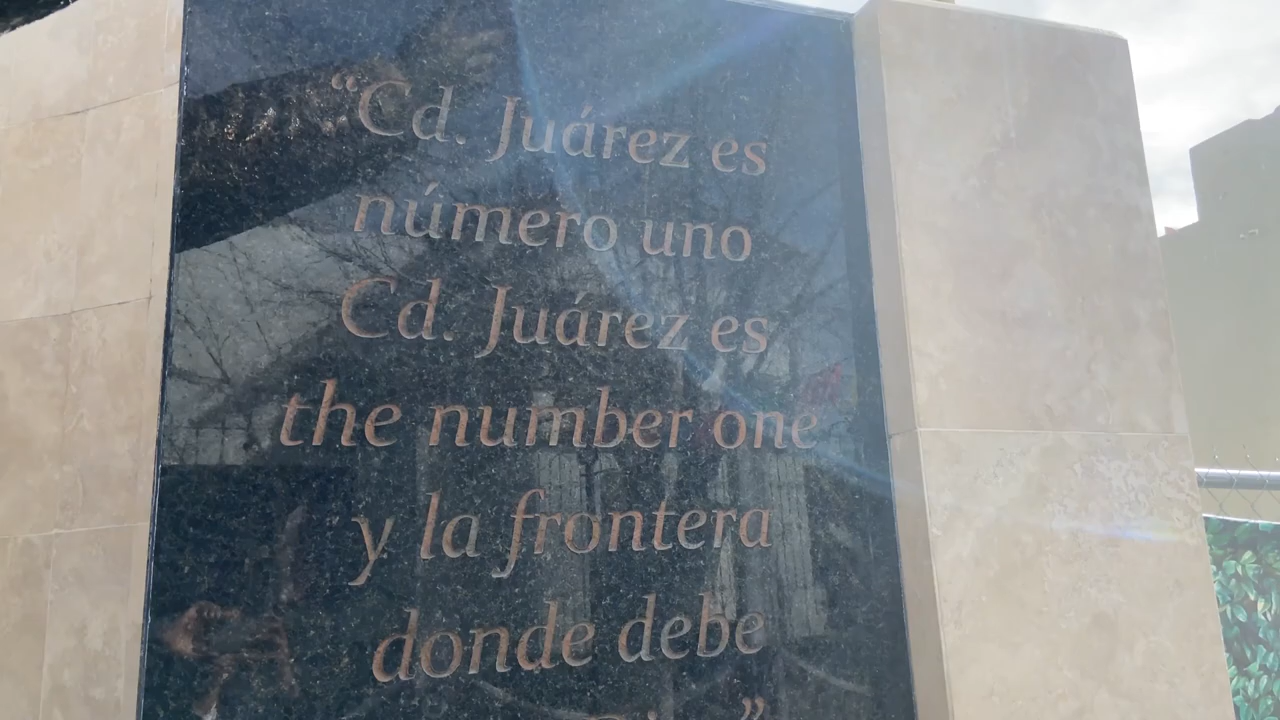 “Cd. Juárez es
número uno
Cd. Juárez es
the number one
y la frontera
donde debe